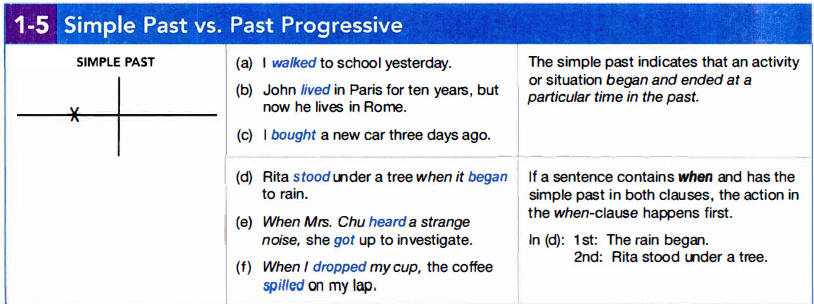 1-5 Simple Past vs. Past Progressive
SIMPLE PAST
(a) I walked to school yesterday.
(b) John lived in Paris for ten years, but
now he lives in Rome.
(c) I bought a new car three days ago.
The simple past indicates that an activity
or situation began and ended at a
particular time in the past.
(d) Rita stood under a tree when it began
to rain.
(e) When Mrs. Chu heard a strange
noise, she got up to investigate.
(f) When I dropped my cup, the coffee
spilled on my lap.
If a sentence contains when and has the
simple past in both clauses, the action in
the when-clause happens first.
In (d): 1st: The rain began.
2nd: Rita stood under a tree.